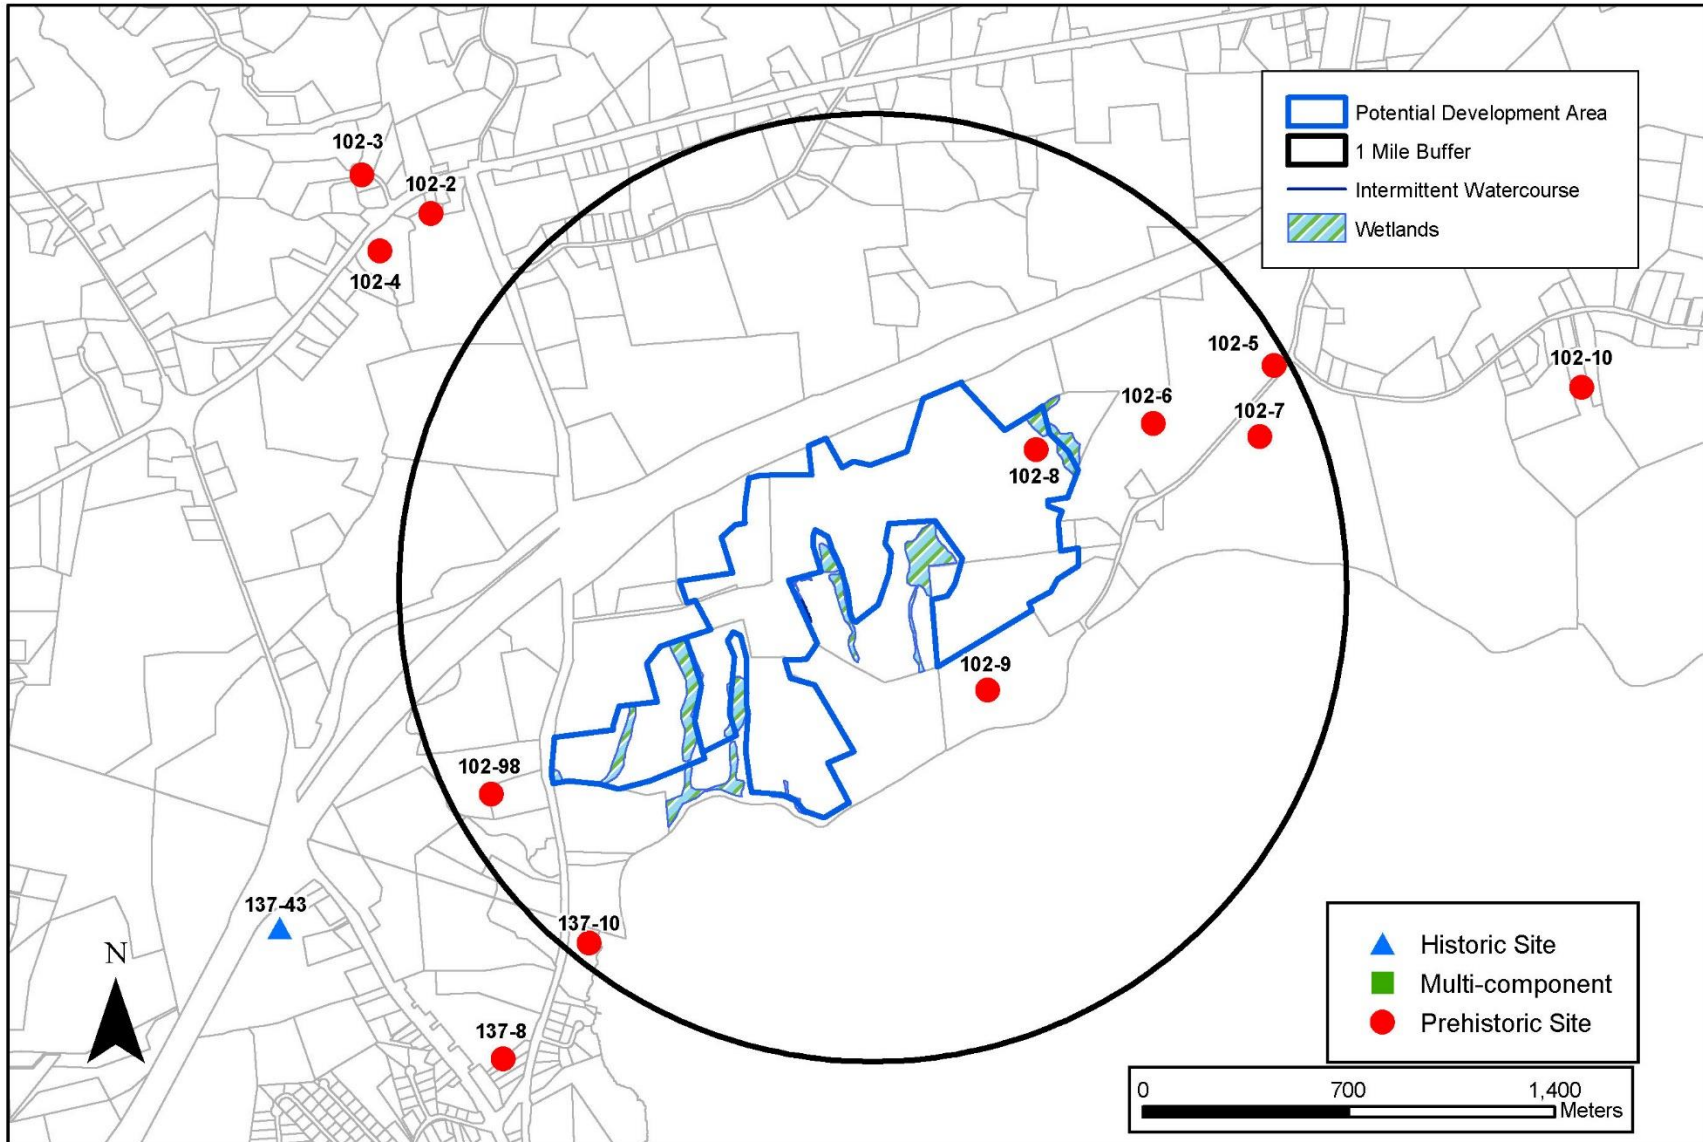 Potential Development Area
1 Mile Buffer
Intermittent Watercourse
Wetlands
102-3
102-2
102-4
102-5
102-10
102-6
102-7
102-8
102-9
102-98
137-43
137-10
137-8
N
Historic Site
Multi-component
Prehistoric Site
0 700 1,400
Meters